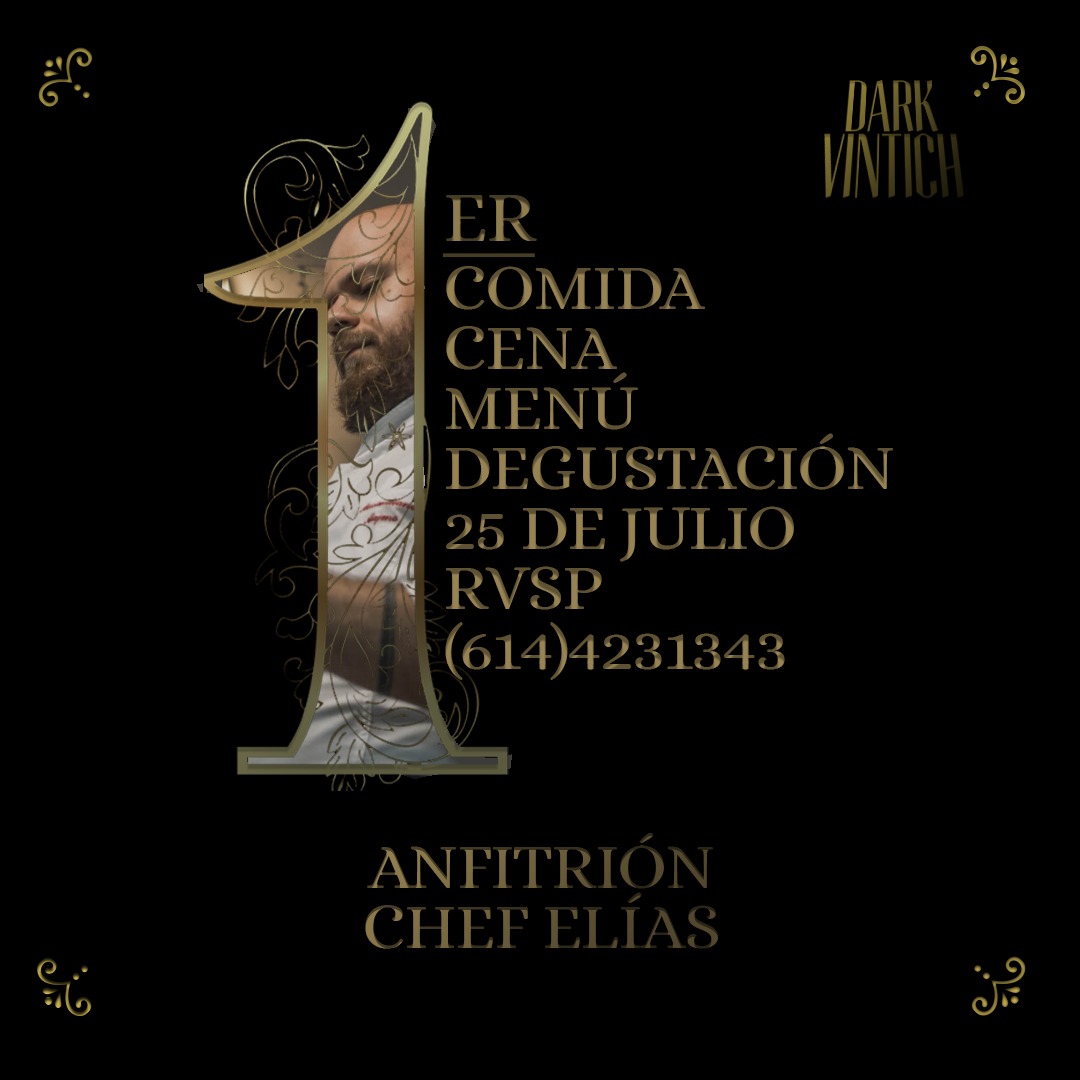 DARK
VINTICH
1 ER
COMIDA
CENA
MENÚ
DEGUSTACIÓN
25 DE JULIO
RVSP
(614)4231343
ANFITRIÓN
CHEF ELÍAS